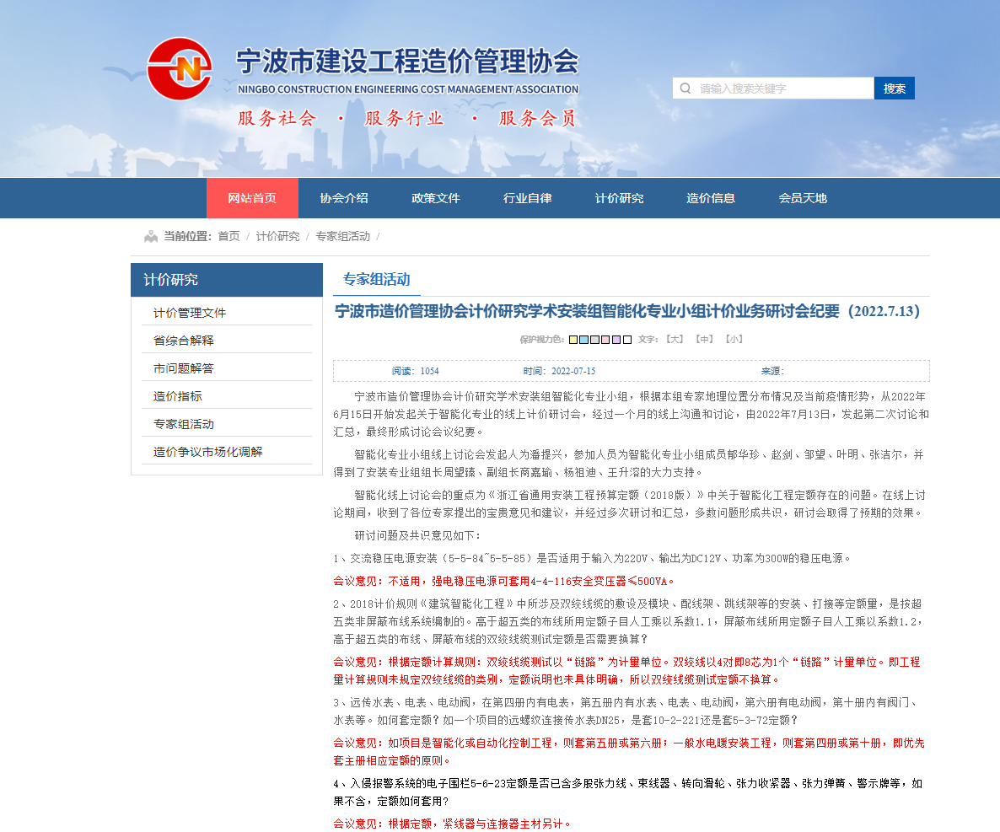 宁波市建设工程造价管理协会
NINGBO CONSTRUCTION ENGINEERING COST MANAGEMENT ASSOCIATION
服务社会 · 服务行业 · 服务会员
请输入搜索关键字
搜索
网站首页 协会介绍 政策文件 行业自律 计价研究 造价信息 会员天地
当前位置: 首页 / 计价研究 / 专家组活动 /
计价研究
计价管理文件
省综合解释
市问题解答
造价指标
专家组活动
造价争议市场化调解
专家组活动
宁波市造价管理协会计价研究学术安装组智能化专业小组计价业务研讨会纪要（2022.7.13）
保护视力色： 文字： 【大】 【中】 【小】
阅读：1054 时间：2022-07-15 来源：
宁波市造价管理协会计价研究学术安装组智能化专业小组，根据本组专家地理位置分布情况及当前疫情形势，从2022年
6月15日开始发起关于智能化专业的线上计价研讨会，经过一个月的线上沟通和讨论，由2022年7月13日，发起第二次讨论和
汇总，最终形成讨论会议纪要。
智能化专业小组线上讨论会发起人为潘提兴，参加人员为智能化专业小组成员郁华珍、赵剑、邹望、叶明、张洁尔，并
得到了安装专业组组长周望臻、副组长商嘉瑜、杨祖迪、王升溶的大力支持。
智能化线上讨论会的重点为《浙江省通用安装工程预算定额（2018版）》中关于智能化工程定额存在的问题。在线上讨
论期间，收到了各位专家提出的宝贵意见和建议，并经过多次研讨和汇总，多数问题形成共识，研讨会取得了预期的效果。
研讨问题及共识意见如下：
1、交流稳压电源安装（5-5-84~5-5-85）是否适用于输入为220V、输出为DC12V、功率为300W的稳压电源。
会议意见：不适用，强电稳压电源可套用4-4-116安全变压器≤500VA。
2、2018计价规则《建筑智能化工程》中所涉及双绞线缆的敷设及模块、配线架、跳线架等的安装、打接等定额量，是按超
五类非屏蔽布线系统编制的。高于超五类的布线所用定额子目人工乘以系数1.1，屏蔽布线所用定额子目人工乘以系数1.2，
高于超五类的布线、屏蔽布线的双绞线缆测试定额是否需要换算？
会议意见：根据定额计算规则：双绞线缆测试以“链路”为计量单位。双绞线以4对即8芯为1个“链路”计量单位。即工程
量计算规则未规定双绞线缆的类别，定额说明也未具体明确，所以双绞线缆测试定额不换算。
3、远传水表、电表、电动阀，在第四册内有电表，第五册内有水表、电表、电动阀，第六册有电动阀，第十册内有阀门、
水表等。如何套定额？如一个项目的远螺纹连接传水表DN25，是套10-2-221还是套5-3-72定额？
会议意见：如项目是智能化或自动化控制工程，则套第五册或第六册；一般水电暖安装工程，则套第四册或第十册，即优先
套主册相应定额的原则。
4、入侵报警系统的电子围栏5-6-23定额是否已含多股张力线、束线器、转向滑轮、张力收紧器、张力弹簧、警示牌等，如
果不含，定额如何套用?
会议意见：根据定额，紧线器与连接器主材另计。